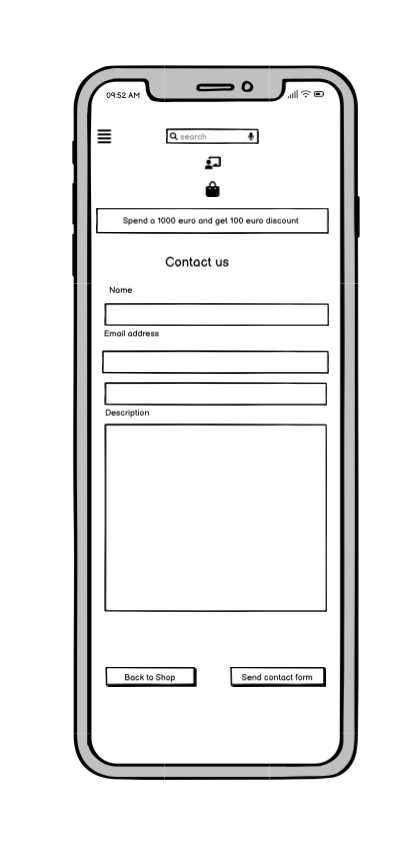 09:52 AM
search
Spend a 1000 euro and get 100 euro discount
Contact us
Name
Email address
Description
Back to Shop
Send contact form